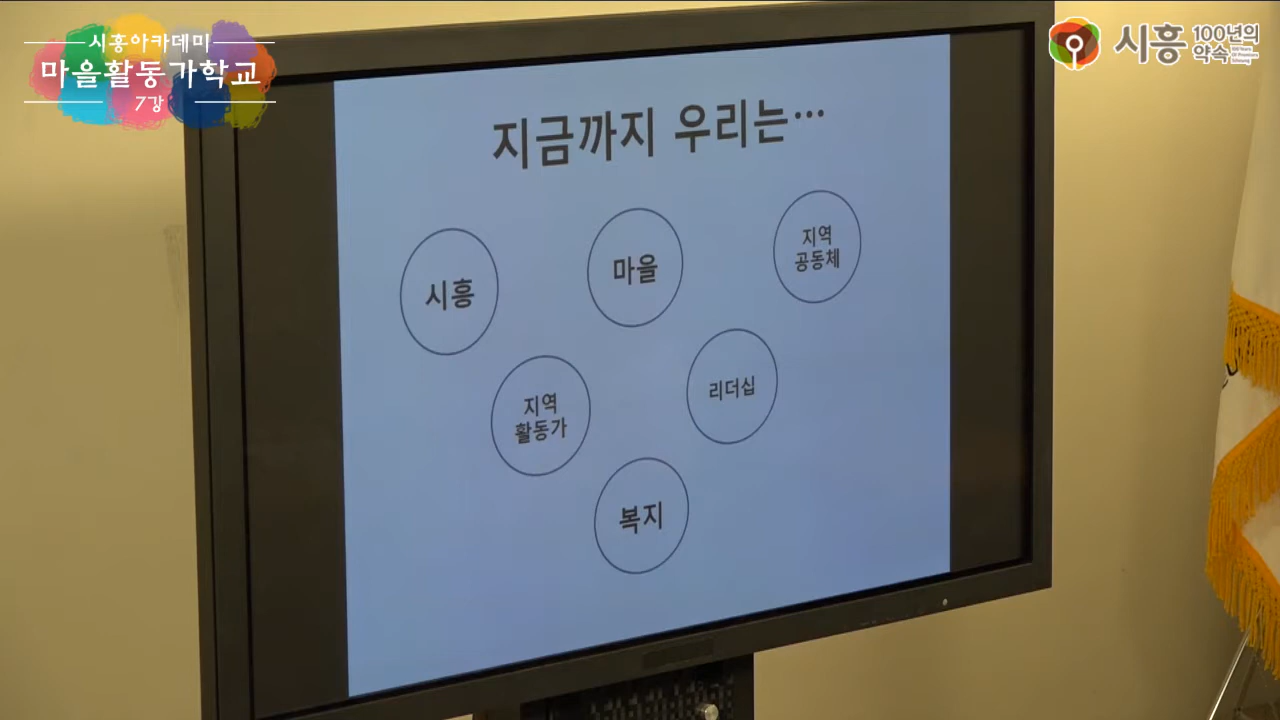 시흥아카데미
마을활동가학교
7강
시흥 100년의
약속
지금까지 우리는…
시흥
마을
지역
공동체
지역
활동가
리더십
복지